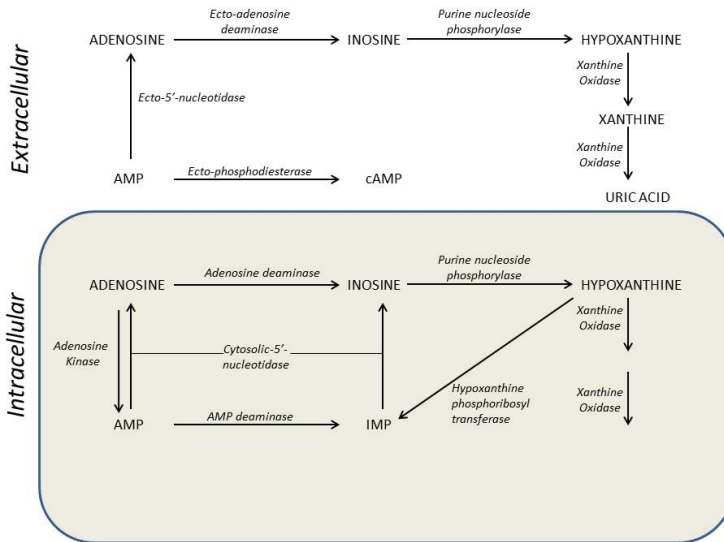 Extracellular
Ecto-adenosine
deaminase
Purine nucleoside
phosphorylase
ADENOSINE
INOSINE
HYPOXANTHINE
Xanthine
Oxidase
Ecto-5’-nucleotidase
XANTHINE
Xanthine
Oxidase
Ecto-phosphodiesterase
AMP
cAMP
URIC ACID
Intracellular
Purine nucleoside
phosphorylase
Adenosine deaminase
ADENOSINE
INOSINE
HYPOXANTHINE
Xanthine
Oxidase
Adenosine
Kinase
Cytosolic-5’-
nucleotidase
Hypoxanthine
phosphoribosyl
transferase
Xanthine
Oxidase
AMP deaminase
AMP
IMP